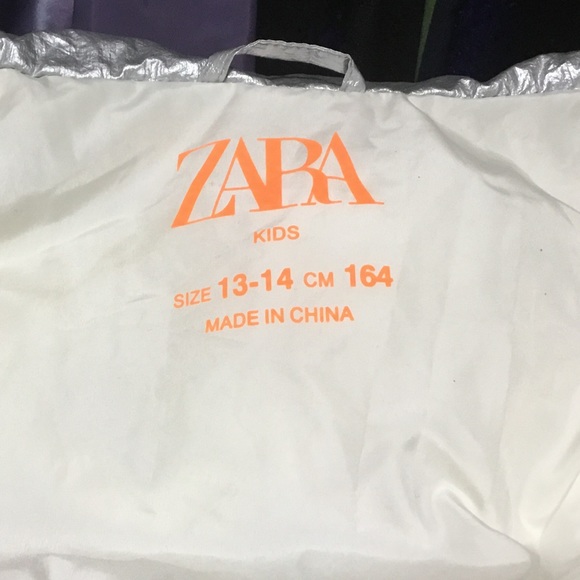 ZARA
KIDS
SIZE 13-14 CM 164
MADE IN CHINA